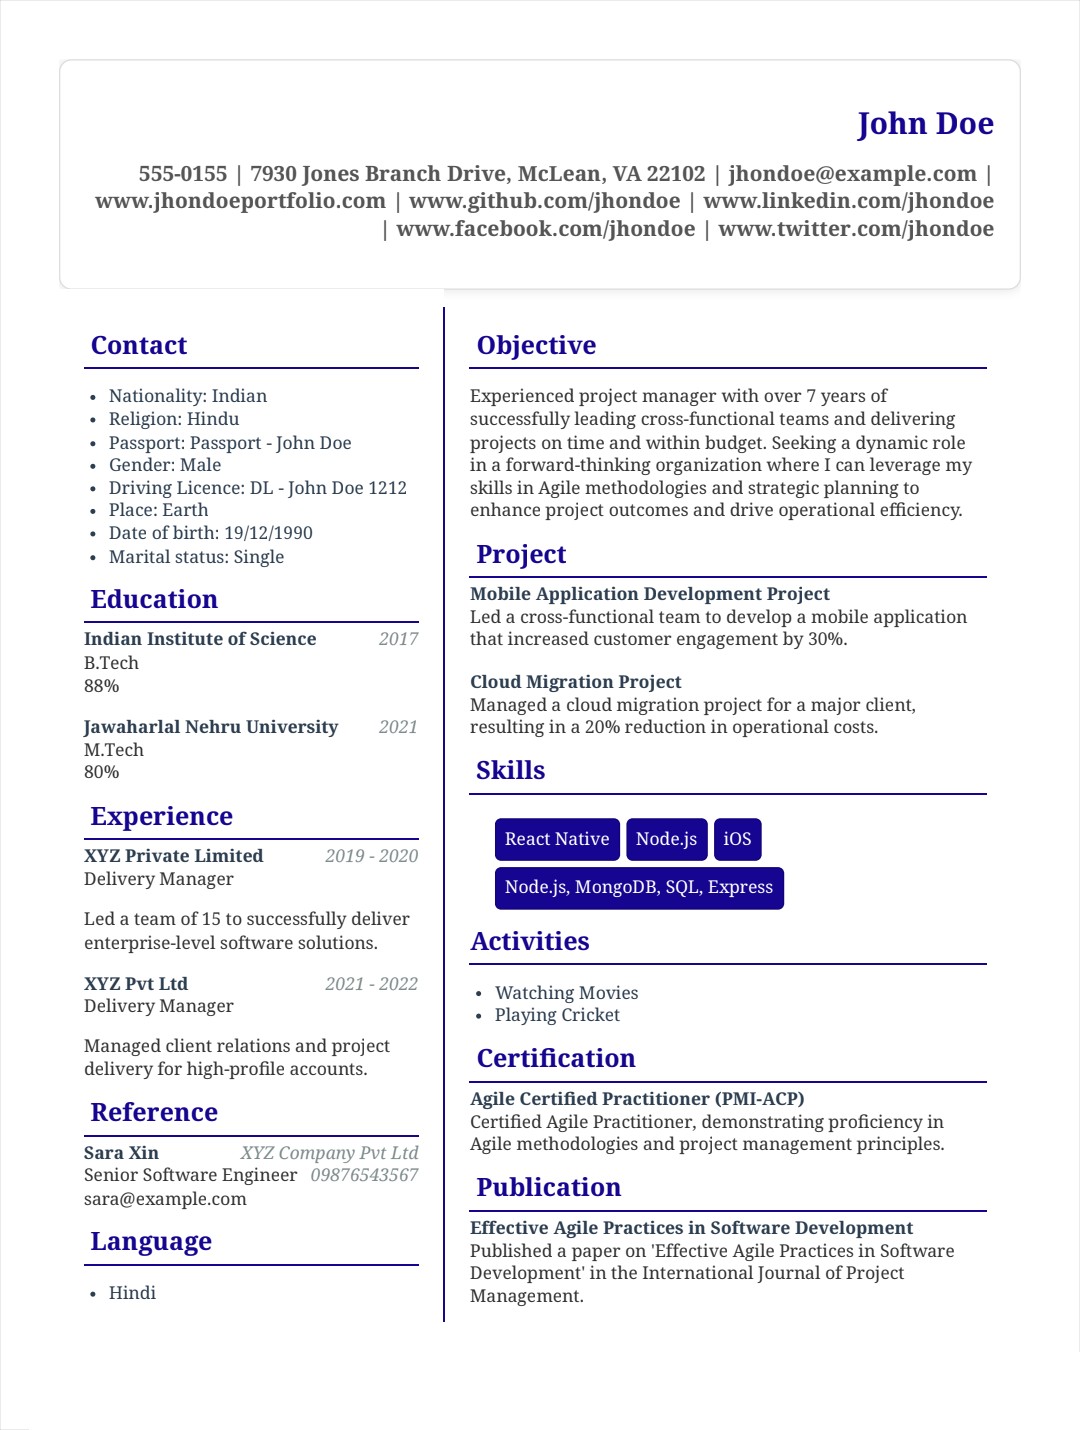 John Doe
555-0155 | 7930 Jones Branch Drive, McLean, VA 22102 | jhondoe@example.com |
www.jhondoeportfolio.com | www.github.com/jhondoe | www.linkedin.com/jhondoe
| www.facebook.com/jhondoe | www.twitter.com/jhondoe
Contact
• Nationality: Indian
• Religion: Hindu
• Passport: Passport - John Doe
• Gender: Male
• Driving Licence: DL - John Doe 1212
• Place: Earth
• Date of birth: 19/12/1990
• Marital status: Single
Education
Indian Institute of Science 2017
B.Tech
88%
Jawaharlal Nehru University 2021
M.Tech
80%
Experience
XYZ Private Limited 2019 - 2020
Delivery Manager
Led a team of 15 to successfully deliver
enterprise-level software solutions.
XYZ Pvt Ltd 2021 - 2022
Delivery Manager
Managed client relations and project
delivery for high-profile accounts.
Reference
Sara Xin XYZ Company Pvt Ltd
Senior Software Engineer 09876543567
sara@example.com
Language
• Hindi
Objective
Experienced project manager with over 7 years of
successfully leading cross-functional teams and delivering
projects on time and within budget. Seeking a dynamic role
in a forward-thinking organization where I can leverage my
skills in Agile methodologies and strategic planning to
enhance project outcomes and drive operational efficiency.
Project
Mobile Application Development Project
Led a cross-functional team to develop a mobile application
that increased customer engagement by 30%.
Cloud Migration Project
Managed a cloud migration project for a major client,
resulting in a 20% reduction in operational costs.
Skills
React Native Node.js iOS
Node.js, MongoDB, SQL, Express
Activities
• Watching Movies
• Playing Cricket
Certification
Agile Certified Practitioner (PMI-ACP)
Certified Agile Practitioner, demonstrating proficiency in
Agile methodologies and project management principles.
Publication
Effective Agile Practices in Software Development
Published a paper on 'Effective Agile Practices in Software
Development' in the International Journal of Project
Management.